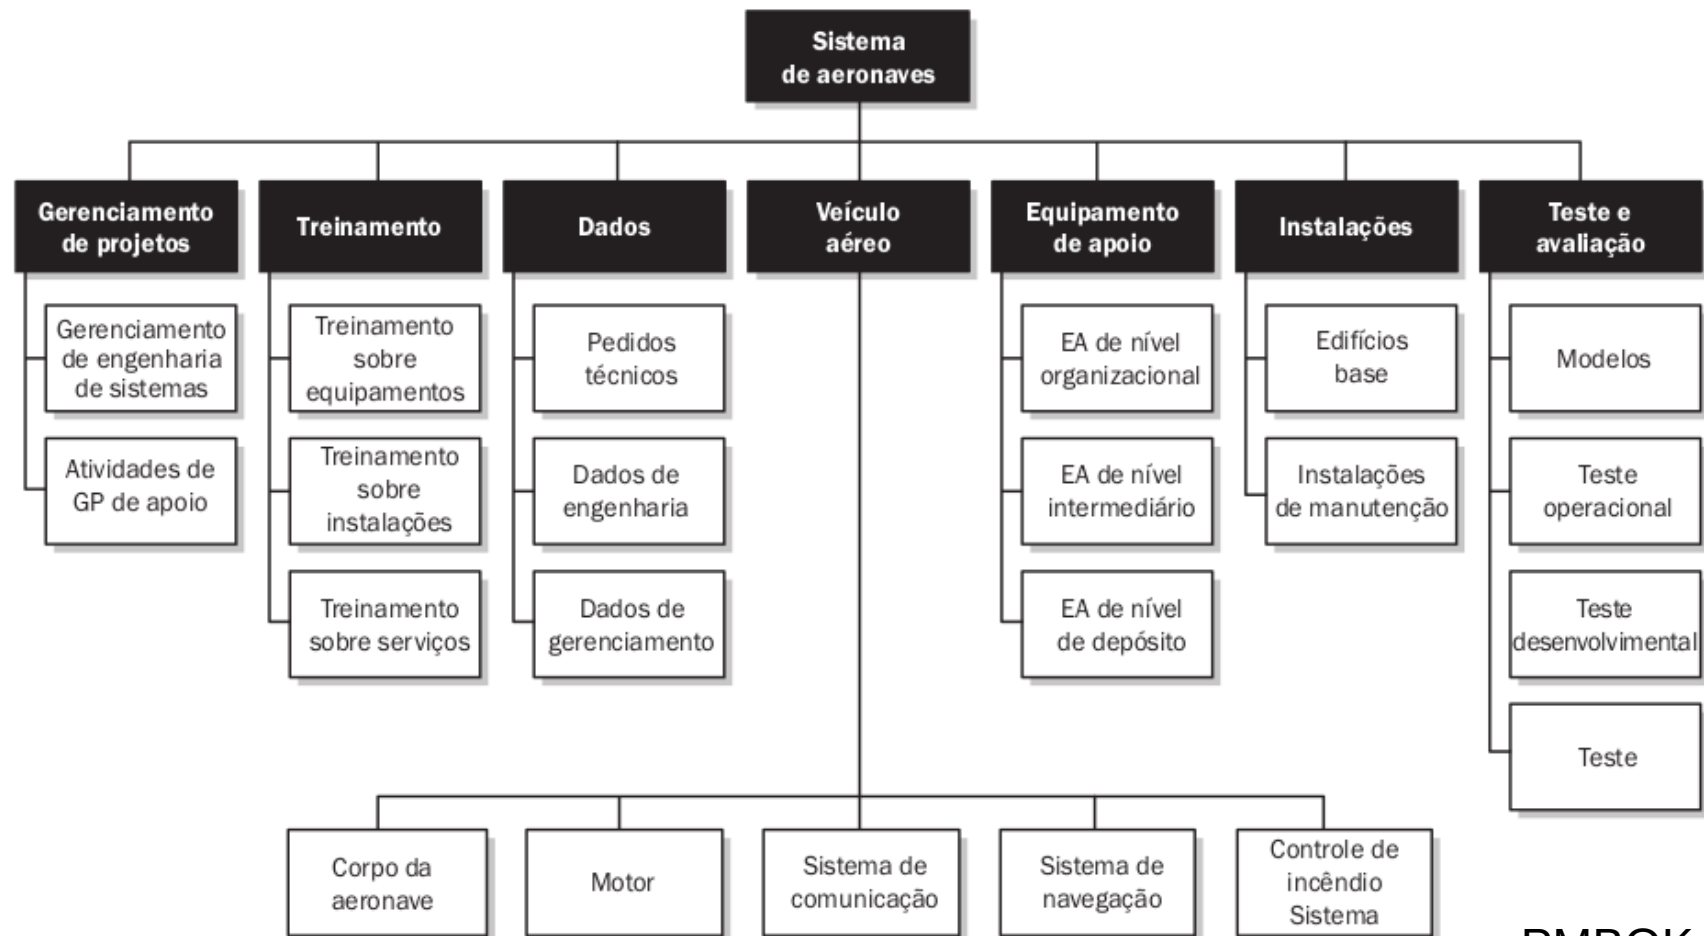 Sistema
de aeronaves
Gerenciamento
de projetos
Treinamento
Dados
Veículo
aéreo
Equipamento
de apoio
Instalações
Teste e
avaliação
Gerenciamento
de engenharia
de sistemas
Atividades de
GP de apoio
Treinamento
sobre
equipamentos
Treinamento
sobre
instalações
Treinamento
sobre serviços
Pedidos
técnicos
Dados de
engenharia
Dados de
gerenciamento
EA de nível
organizacional
EA de nível
intermediário
EA de nível
de depósito
Edifícios
base
Instalações
de manutenção
Modelos
Teste
operacional
Teste
desenvolvimental
Teste
Corpo da
aeronave
Motor
Sistema de
comunicação
Sistema de
navegação
Controle de
incêndio
Sistema
PMBOK